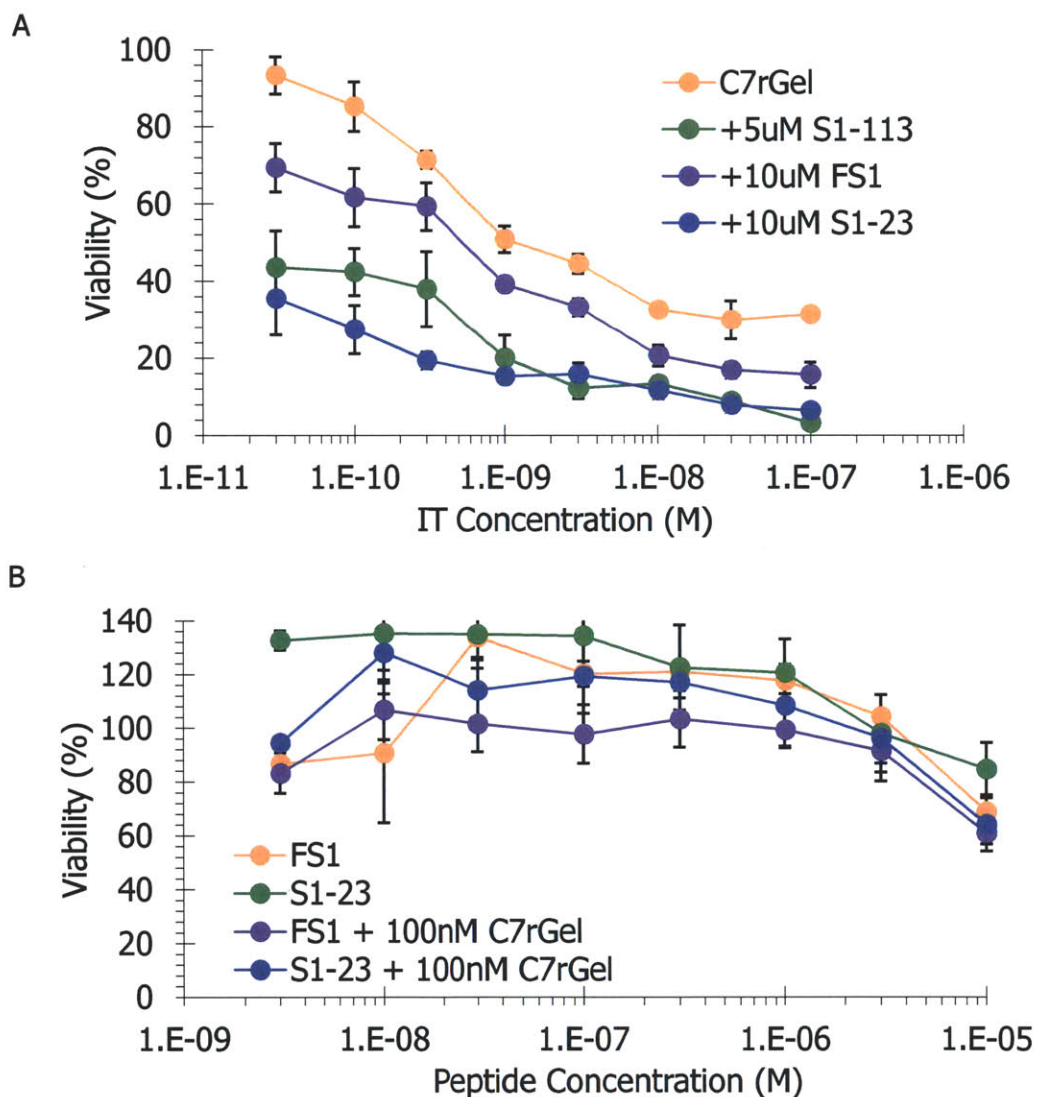 A
100
80
60
40
20
0
Viability (%)
C7rGel
+5uM S1-113
+10uM FS1
+10uM S1-23
1.E-11 1.E-10 1.E-09 1.E-08 1.E-07 1.E-06
IT Concentration (M)
B
140
120
100
80
60
40
20
0
Viability (%)
FS1
S1-23
FS1 + 100nM C7rGel
S1-23 + 100nM C7rGel
1.E-09 1.E-08 1.E-07 1.E-06 1.E-05
Peptide Concentration (M)